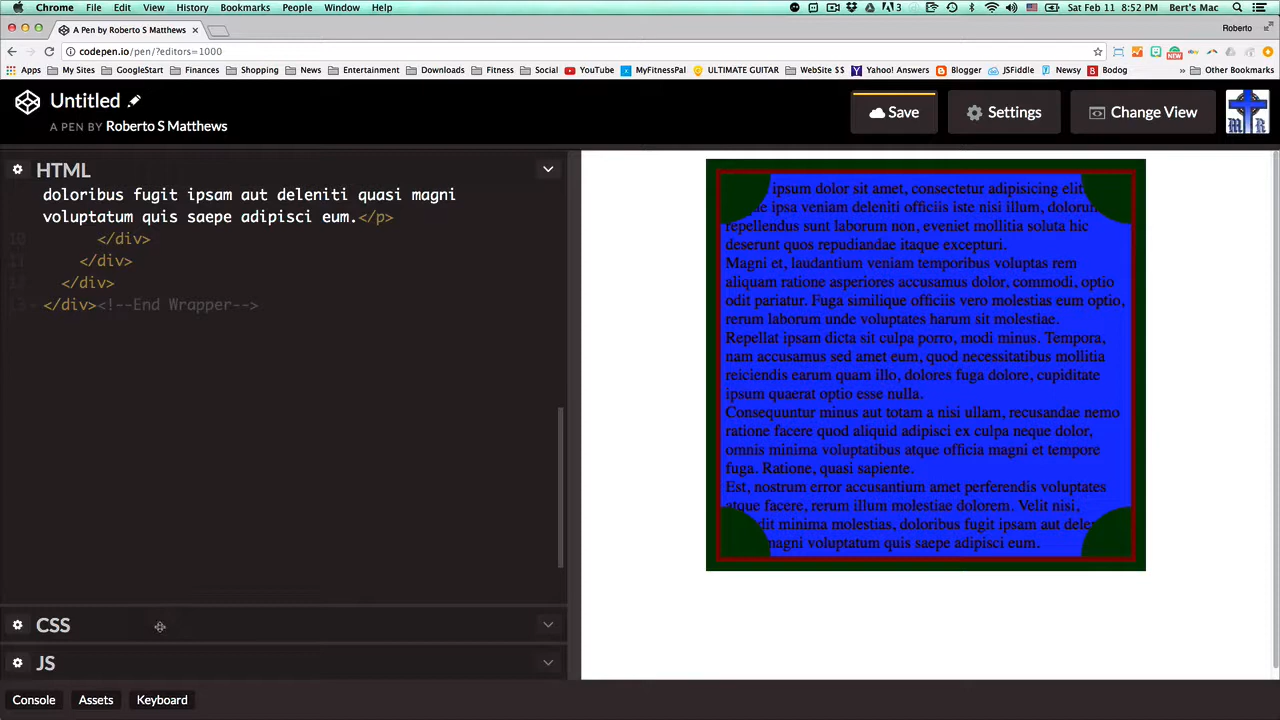 Chrome File Edit View History Bookmarks People Window Help 3 Sat Feb 11 8:52 PM Bert's Mac
A Pen by Roberto S Matthews × Roberto
codepen.io/pen/?editors=1000
Apps My Sites GoogleStart Finances Shopping News Entertainment Downloads Fitness Social YouTube MyFitnessPal ULTIMATE GUITAR WebSite $$ Yahoo! Answers Blogger JSFiddle Newsy Bodog » Other Bookmarks
Untitled
A PEN BY Roberto S Matthews
Save Settings Change View
HTML
doloribus fugit ipsam aut deleniti quasi magni
voluptatum quis saepe adipisci eum.</p>
10 </div>
11 </div>
12 </div>
13 </div><!--End Wrapper-->
CSS
JS
Console Assets Keyboard
ipsum dolor sit amet, consectetur adipisicing elit
ipsa veniam deleniti officiis iste nisi illum,
repellendus sunt laborum non, eveniet mollitia soluta hic
deserunt quos repudiandae itaque excepturi.
Magni et, laudantium veniam temporibus voluptas rem
aliquam ratione asperiores accusamus dolor, commodi, optio
odit pariatur. Fuga similique officiis vero molestias eum optio,
rerum laborum unde voluptates harum sit molestiae.
Repellat ipsam dicta sit culpa porro, modi minus. Tempora,
nam accusamus sed amet eum, quod necessitatibus mollitia
reiciendis earum quam illo, dolores fuga dolore, cupiditate
ipsum quaerat optio esse nulla.
Consequuntur minus aut totam a nisi ullam, recusandae nemo
ratione facere quod aliquid adipisci ex culpa neque dolor,
omnis minima voluptatibus atque officia magni et tempore
fuga. Ratione, quasi sapiente.
Est, nostrum error accusantium amet perferendis voluptates
atque facere, rerum illum molestiae dolorem. Velit nisi,
minima molestias, doloribus fugit ipsam aut
magni voluptatum quis saepe adipisci eum.